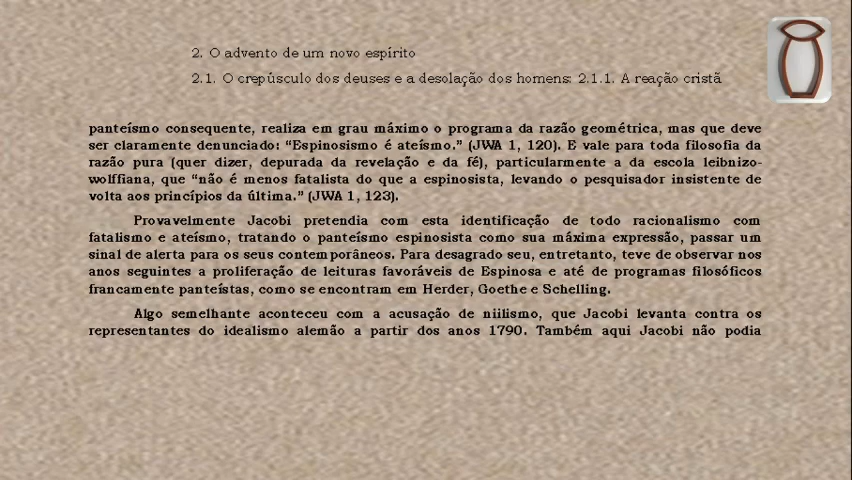 2. O advento de um novo espírito
2.1. O crepúsculo dos deuses e a desolação dos homens: 2.1.1. A reação cristã
panteísmo consequente, realiza em grau máximo o programa da razão geométrica, mas que deve
ser claramente denunciado: “Espinosismo é ateísmo.” (JWA 1, 120). E vale para toda filosofia da
razão pura (quer dizer, depurada da revelação e da fé), particularmente a da escola leibnizo-
wolffiana, que “não é menos fatalista do que a espinosista, levando o pesquisador insistente de
volta aos princípios da última.” (JWA 1, 123).
Provavelmente Jacobi pretendia com esta identificação de todo racionalismo com
fatalismo e ateísmo, tratando o panteísmo espinosista como sua máxima expressão, passar um
sinal de alerta para os seus contemporâneos. Para desagrado seu, entretanto, teve de observar nos
anos seguintes a proliferação de leituras favoráveis de Espinosa e até de programas filosóficos
francamente panteístas, como se encontram em Herder, Goethe e Schelling.
Algo semelhante aconteceu com a acusação de niilismo, que Jacobi levanta contra os
representantes do idealismo alemão a partir dos anos 1790. Também aqui Jacobi não podia